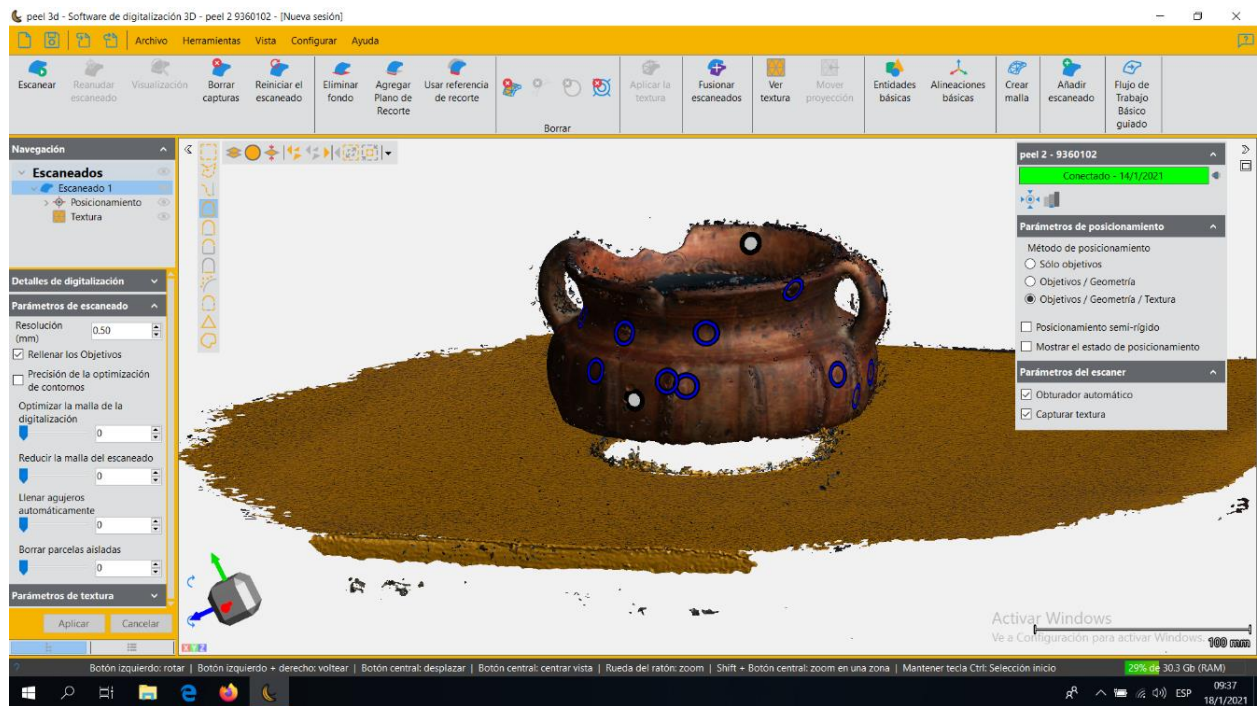 peel 3d - Software de digitalización 3D - peel 2 9360102 - [Nueva sesión]
Archivo Herramientas Vista Configurar Ayuda
Escanear
Reanudar
escaneado
Visualización
Borrar
capturas
Reiniciar el
escaneado
Eliminar
fondo
Agregar
Plano de
Recorte
Usar referencia
de recorte
Borrar
Aplicar la
textura
Fusionar
escaneados
Ver
textura
Mover
proyección
Entidades
básicas
Alineaciones
básicas
Crear
malla
Añadir
escaneado
Flujo de
Trabajo
Básico
guiado
Navegación
Escaneados
Escaneado 1
Posicionamiento
Textura
Detalles de digitalización
Parámetros de escaneado
Resolución
(mm)
0.50
Rellenar los Objetivos
Precisión de la optimización
de contornos
Optimizar la malla de la
digitalización
0
Reducir la malla del escaneado
0
Llenar agujeros
automáticamente
0
Borrar parcelas aisladas
0
Parámetros de textura
Aplicar Cancelar
peel 2 - 9360102
Conectado - 14/1/2021
Parámetros de posicionamiento
Método de posicionamiento
Sólo objetivos
Objetivos / Geometría
Objetivos / Geometría / Textura
Posicionamiento semi-rígido
Mostrar el estado de posicionamiento
Parámetros del escaner
Obturador automático
Capturar textura
X Y Z
Activar Windows
Ve a Configuración para activar Windows.
100 mm
? Botón izquierdo: rotar | Botón izquierdo + derecho: voltear | Botón central: desplazar | Botón central: centrar vista | Rueda del ratón: zoom | Shift + Botón central: zoom en una zona | Mantener tecla Ctrl: Selección inicio
29% de 30.3 Gb (RAM)
ESP
09:37
18/1/2021